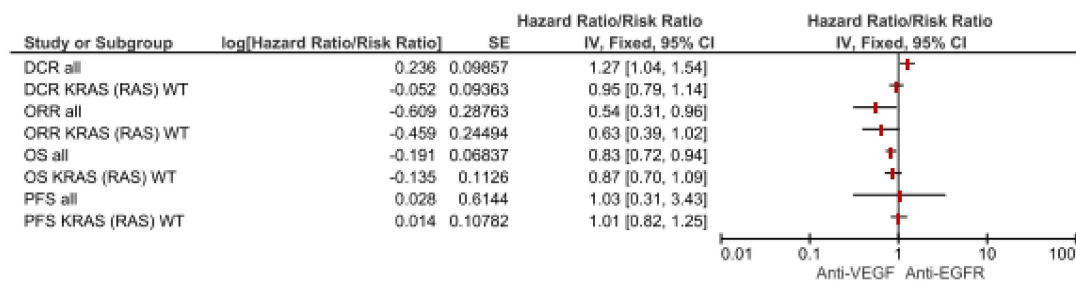 Hazard Ratio/Risk Ratio Hazard Ratio/Risk Ratio
Study or Subgroup log[Hazard Ratio/Risk Ratio] SE IV, Fixed, 95% CI IV, Fixed, 95% CI
DCR all 0.236 0.09857 1.27 [1.04, 1.54]
DCR KRAS (RAS) WT -0.052 0.09363 0.95 [0.79, 1.14]
ORR all -0.609 0.28763 0.54 [0.31, 0.96]
ORR KRAS (RAS) WT -0.459 0.24494 0.63 [0.39, 1.02]
OS all -0.191 0.06837 0.83 [0.72, 0.94]
OS KRAS (RAS) WT -0.135 0.1126 0.87 [0.70, 1.09]
PFS all 0.028 0.6144 1.03 [0.31, 3.43]
PFS KRAS (RAS) WT 0.014 0.10782 1.01 [0.82, 1.25]
0.01 0.1 1 10 100
Anti-VEGF Anti-EGFR